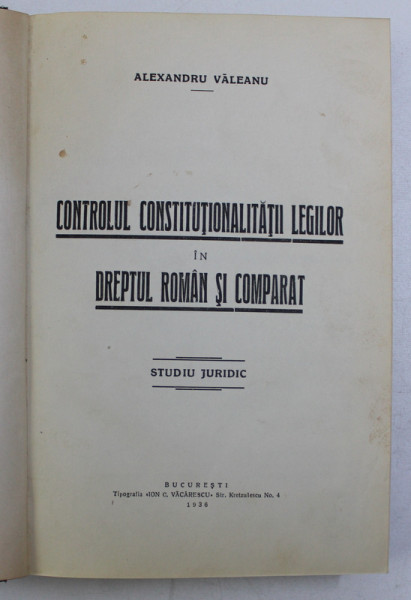 ALEXANDRU VĂLEANU
CONTROLUL CONSTITUȚIONALITĂȚII LEGILOR
ÎN
DREPTUL ROMÂN ȘI COMPARAT
STUDIU JURIDIC
BUCUREȘTI
Tipografia «ION C. VĂCĂRESCU» Str. Kretzulescu No. 4
1936